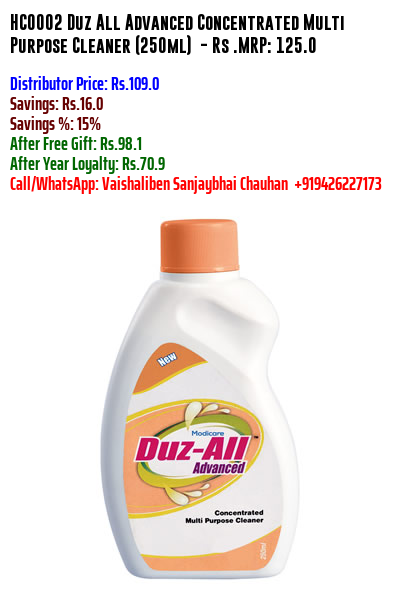 HC0002 Duz All Advanced Concentrated Multi
Purpose Cleaner (250ml) - Rs .MRP: 125.0
Distributor Price: Rs.109.0
Savings: Rs.16.0
Savings %: 15%
After Free Gift: Rs.98.1
After Year Loyalty: Rs.70.9
Call/WhatsApp: Vaishaliben Sanjaybhai Chauhan +919426227173
New
Modicare
Duz-All
Advanced
Concentrated
Multi Purpose Cleaner
250ml